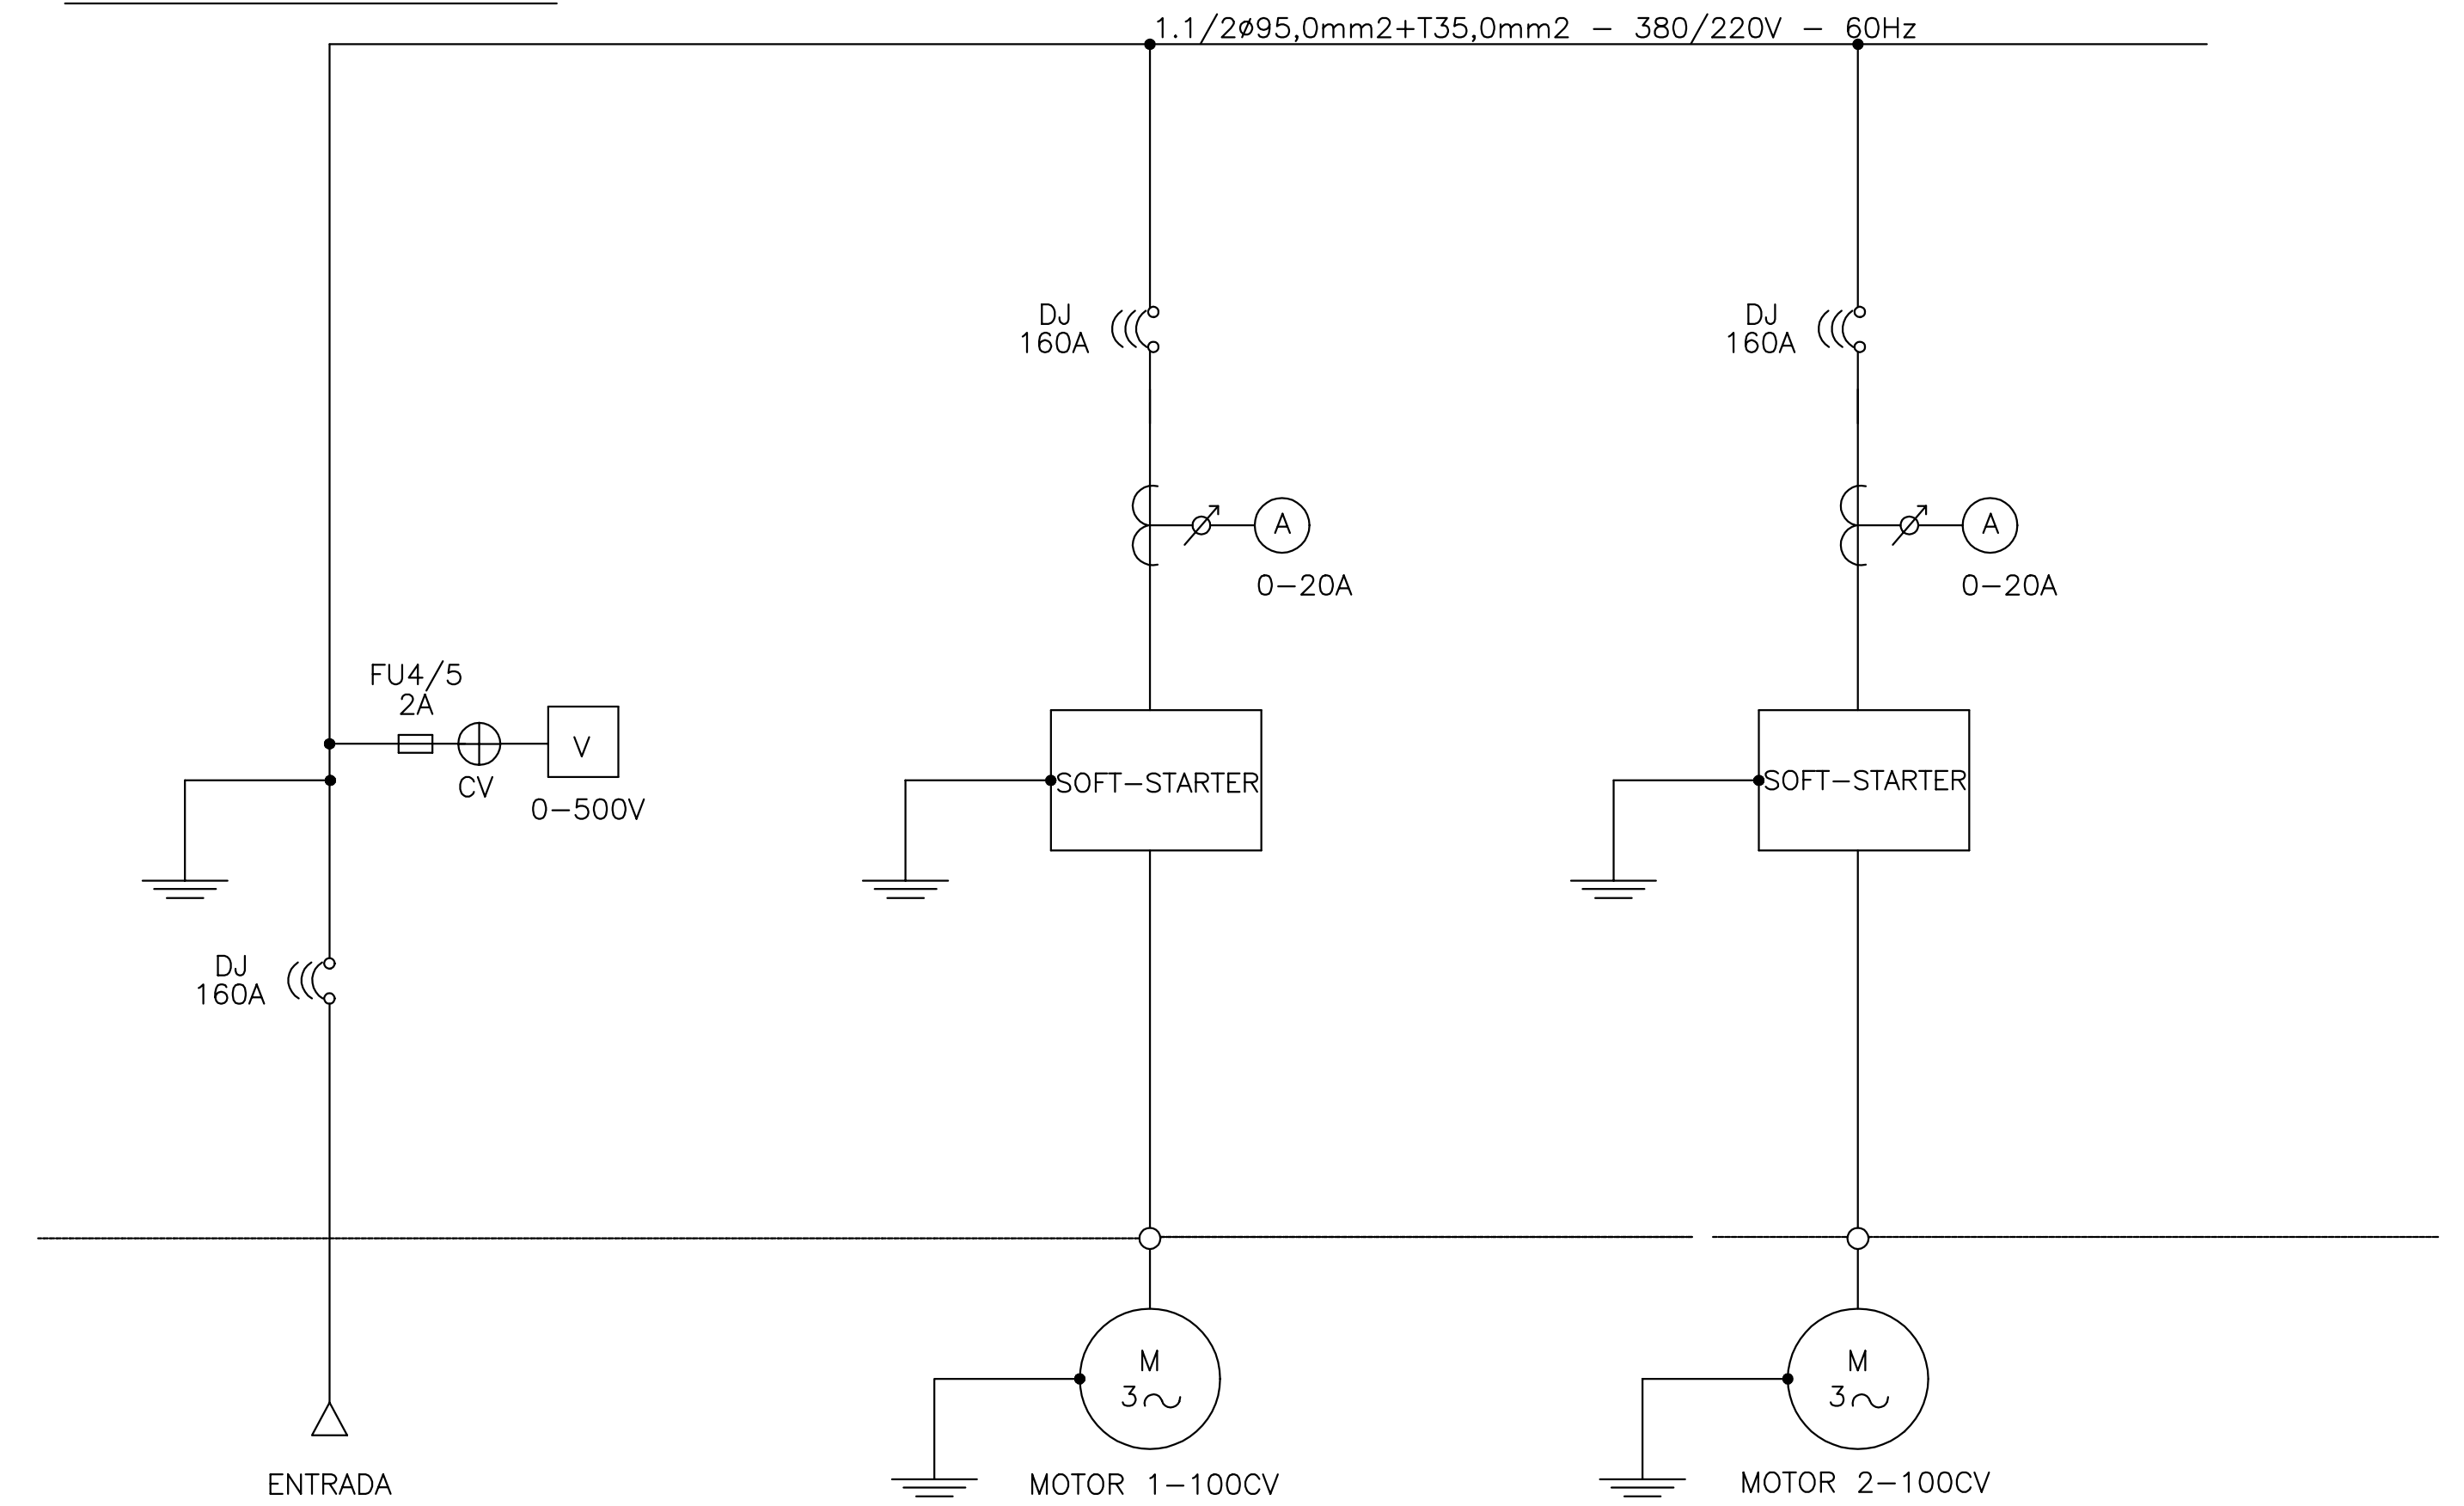 1.1/2ø95,0mm2+T35,0mm2 - 380/220V - 60Hz
DJ
160A
DJ
160A
A
0-20A
A
0-20A
FU4/5
2A
CV
V
0-500V
SOFT-STARTER
SOFT-STARTER
DJ
160A
M
3~
M
3~
ENTRADA
MOTOR 1-100CV
MOTOR 2-100CV